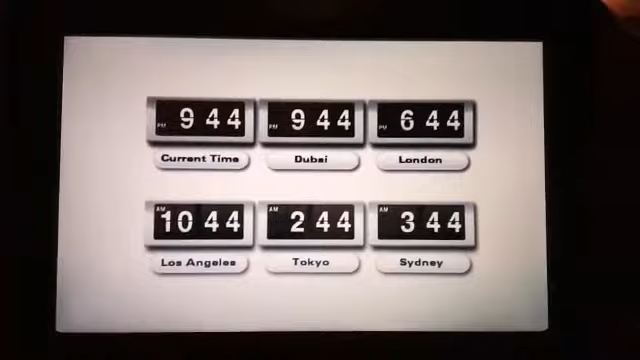 PM 9 44 PM 9 44 PM 6 44
Current Time Dubai London
AM 10 44 AM 2 44 AM 3 44
Los Angeles Tokyo Sydney